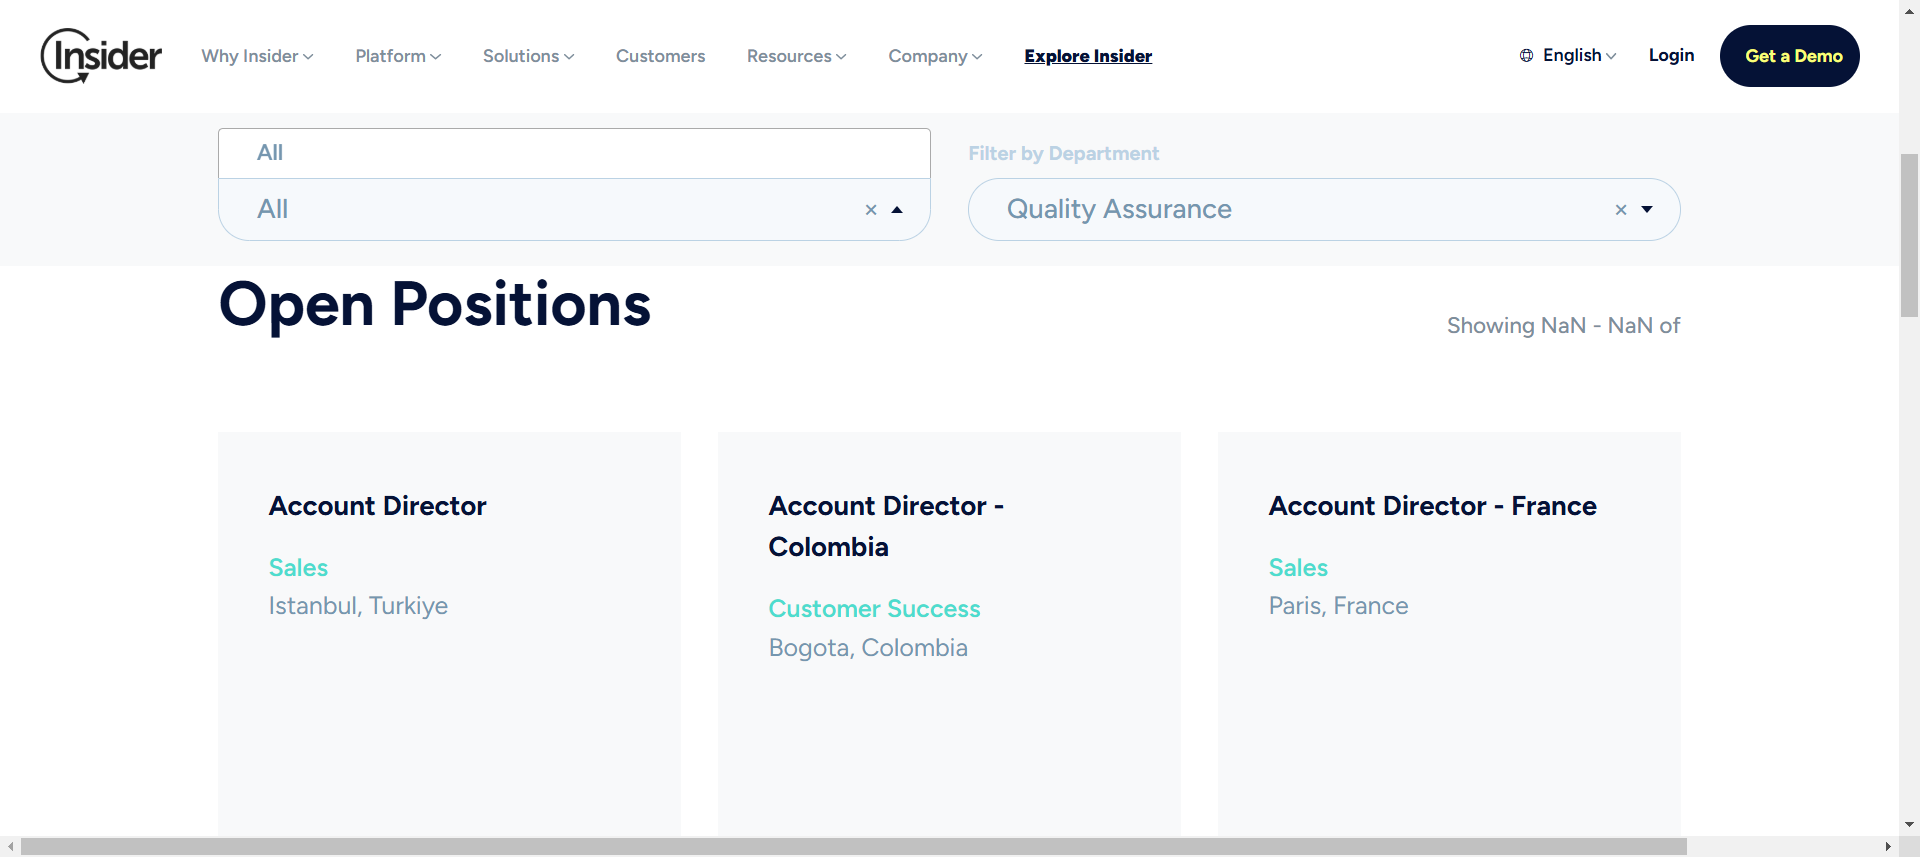 Insider
Why Insider
Platform
Solutions
Customers
Resources
Company
Explore Insider
English
Login
Get a Demo
All
Filter by Department
All
Quality Assurance
Open Positions
Showing NaN - NaN of
Account Director
Sales
Istanbul, Turkiye
Account Director -
Colombia
Customer Success
Bogota, Colombia
Account Director - France
Sales
Paris, France